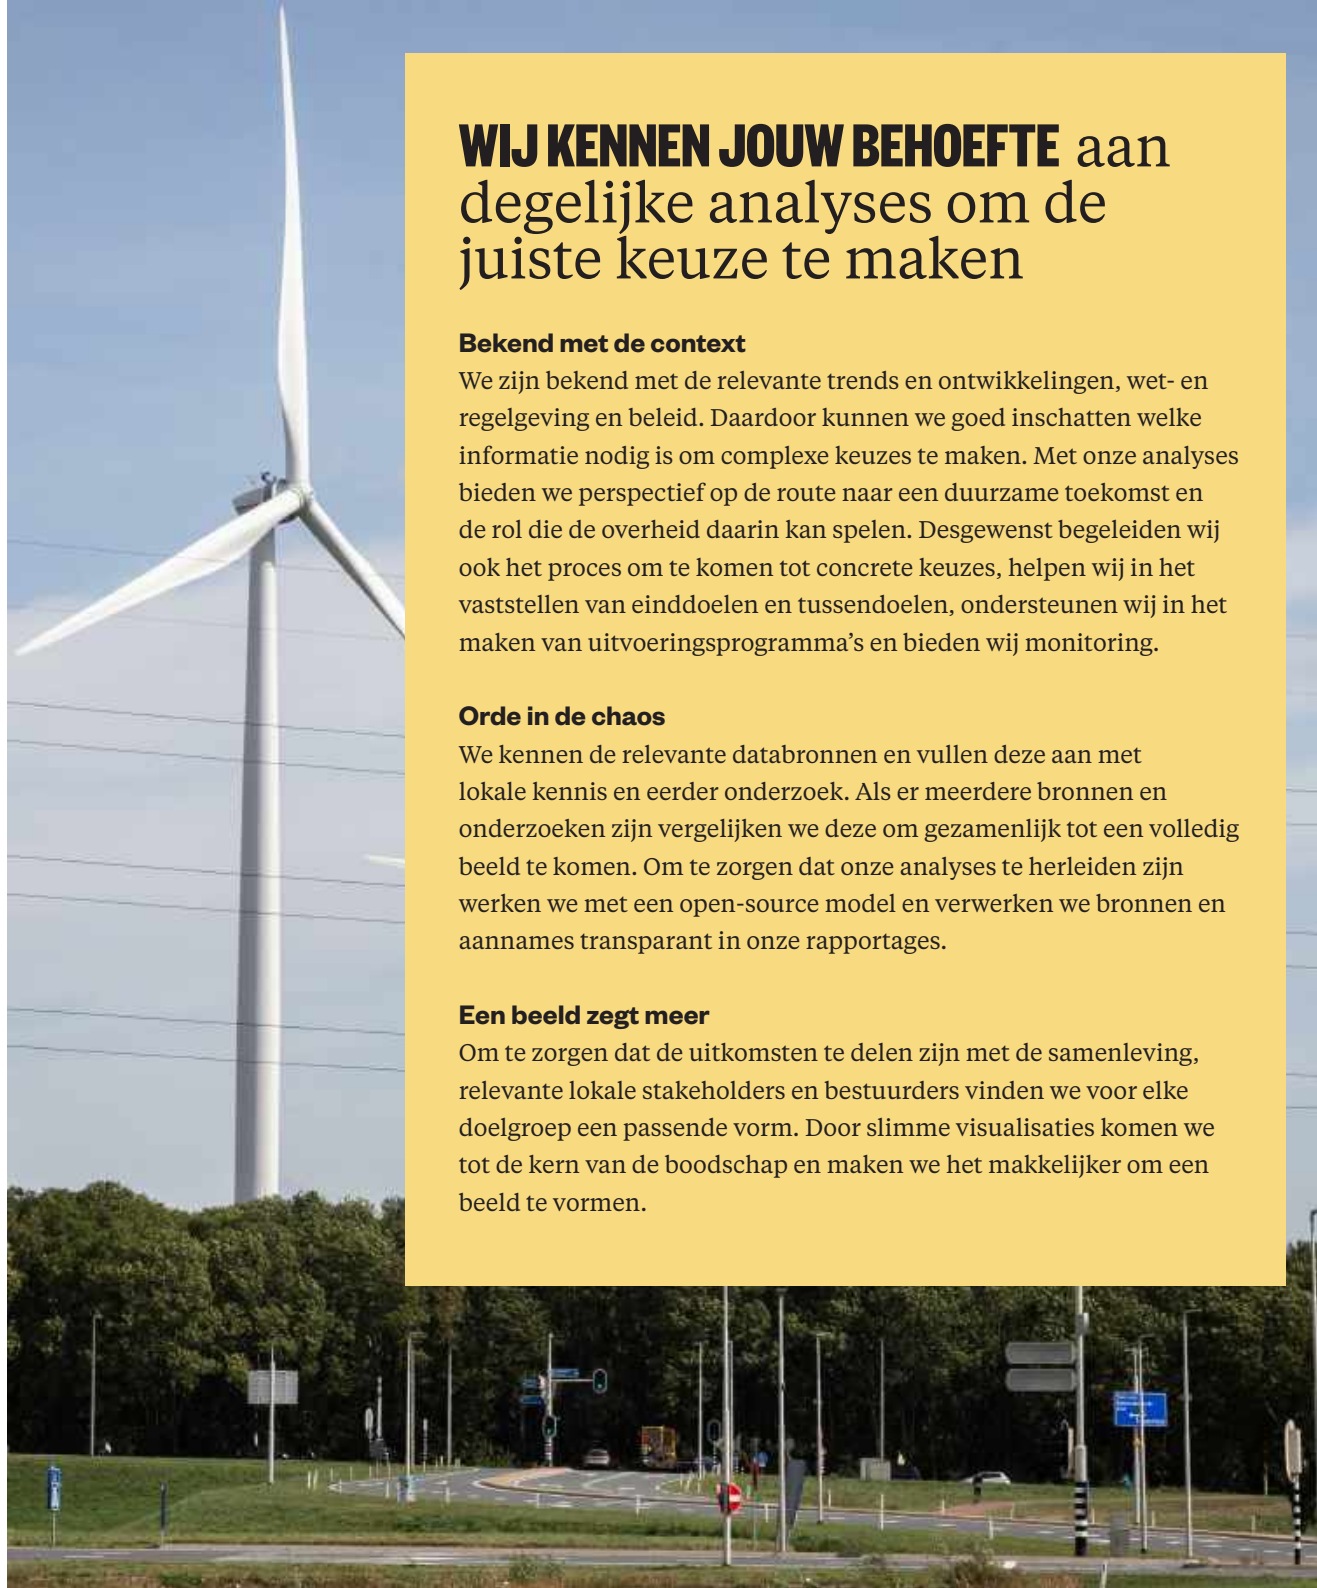 WIJ KENNEN JOUW BEHOEFTE aan
degelijke analyses om de
juiste keuze te maken
Bekend met de context
We zijn bekend met de relevante trends en ontwikkelingen, wet- en
regelgeving en beleid. Daardoor kunnen we goed inschatten welke
informatie nodig is om complexe keuzes te maken. Met onze analyses
bieden we perspectief op de route naar een duurzame toekomst en
de rol die de overheid daarin kan spelen. Desgewenst begeleiden wij
ook het proces om te komen tot concrete keuzes, helpen wij in het
vaststellen van einddoelen en tussendoelen, ondersteunen wij in het
maken van uitvoeringsprogramma’s en bieden wij monitoring.
Orde in de chaos
We kennen de relevante databronnen en vullen deze aan met
lokale kennis en eerder onderzoek. Als er meerdere bronnen en
onderzoeken zijn vergelijken we deze om gezamenlijk tot een volledig
beeld te komen. Om te zorgen dat onze analyses te herleiden zijn
werken we met een open-source model en verwerken we bronnen en
aannames transparant in onze rapportages.
Een beeld zegt meer
Om te zorgen dat de uitkomsten te delen zijn met de samenleving,
relevante lokale stakeholders en bestuurders vinden we voor elke
doelgroep een passende vorm. Door slimme visualisaties komen we
tot de kern van de boodschap en maken we het makkelijker om een
beeld te vormen.